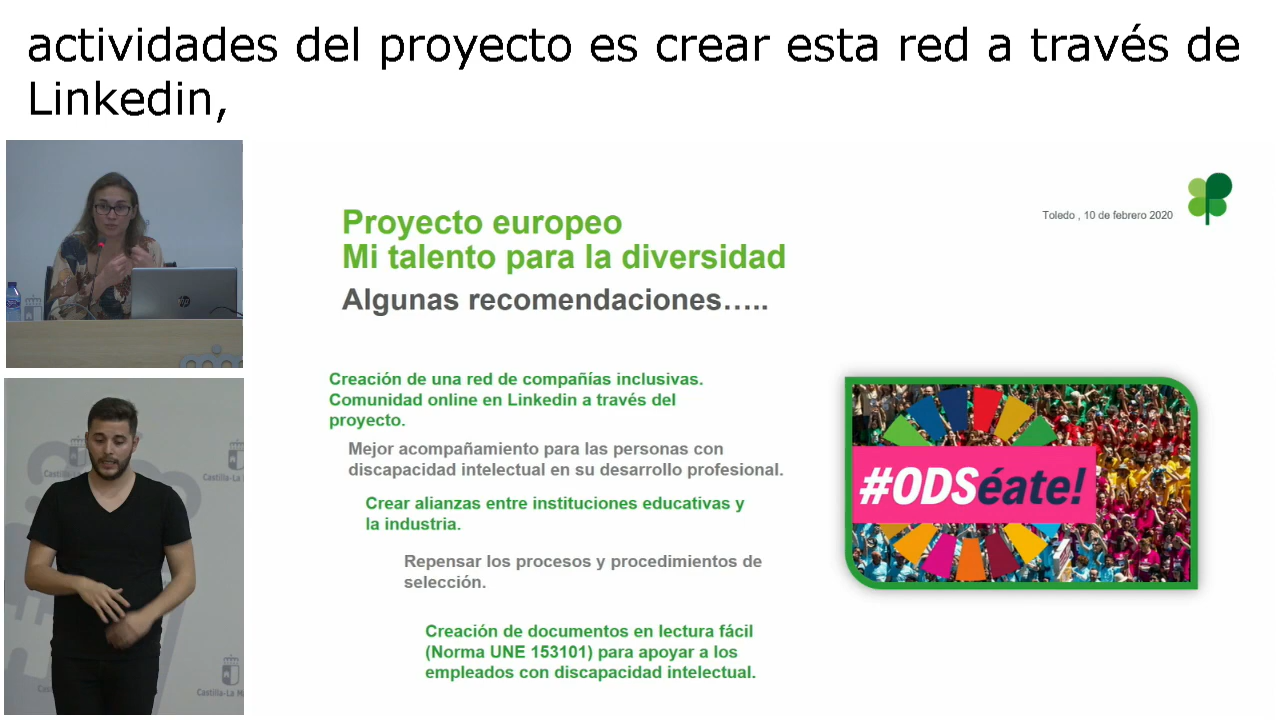 actividades del proyecto es crear esta red a través de
Linkedin,
Toledo , 10 de febrero 2020
Proyecto europeo
Mi talento para la diversidad
Algunas recomendaciones…..
Creación de una red de compañías inclusivas.
Comunidad online en Linkedin a través del
proyecto.
Mejor acompañamiento para las personas con
discapacidad intelectual en su desarrollo profesional.
Crear alianzas entre instituciones educativas y
la industria.
Repensar los procesos y procedimientos de
selección.
Creación de documentos en lectura fácil
(Norma UNE 153101) para apoyar a los
empleados con discapacidad intelectual.
#ODSéate!
hp